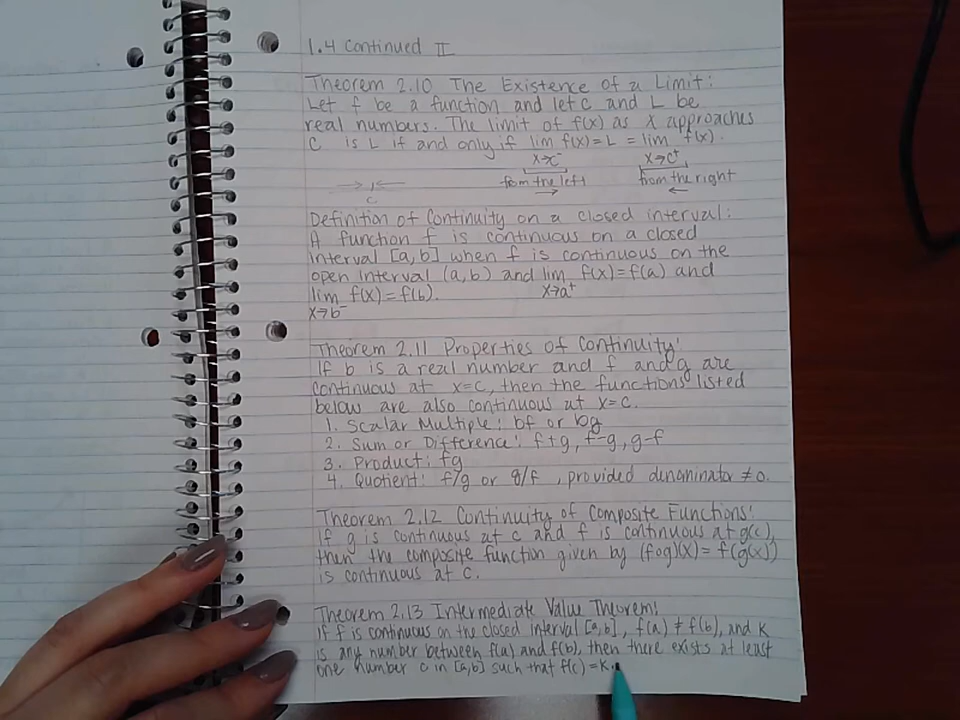 1.4 Continued II
Theorem 2.10 The Existence of a Limit:
Let f be a function and let c and L be
real numbers. The limit of f(x) as x approaches
c is L if and only if lim f(x) = L = lim f(x).
x→c⁻ x→c⁺
from the left from the right
→ ←
c
Definition of Continuity on a closed interval:
A function f is continuous on a closed
interval [a,b] when f is continuous on the
open interval (a,b) and lim f(x) = f(a) and
x→a⁺
lim f(x) = f(b).
x→b⁻
Theorem 2.11 Properties of Continuity:
If b is a real number and f and g are
continuous at x=c, then the functions listed
below are also continuous at x=c.
1. Scalar Multiple: bf or bg
2. Sum or Difference: f+g, f-g, g-f
3. Product: fg
4. Quotient: f/g or g/f, provided denominator ≠ 0.
Theorem 2.12 Continuity of Composite Functions:
If g is continuous at c and f is continuous at g(c),
then the composite function given by (f∘g)(x) = f(g(x))
is continuous at c.
Theorem 2.13 Intermediate Value Theorem:
If f is continuous on the closed interval [a,b], f(a) ≠ f(b), and k
is any number between f(a) and f(b), then there exists at least
one number c in [a,b] such that f(c) = k.